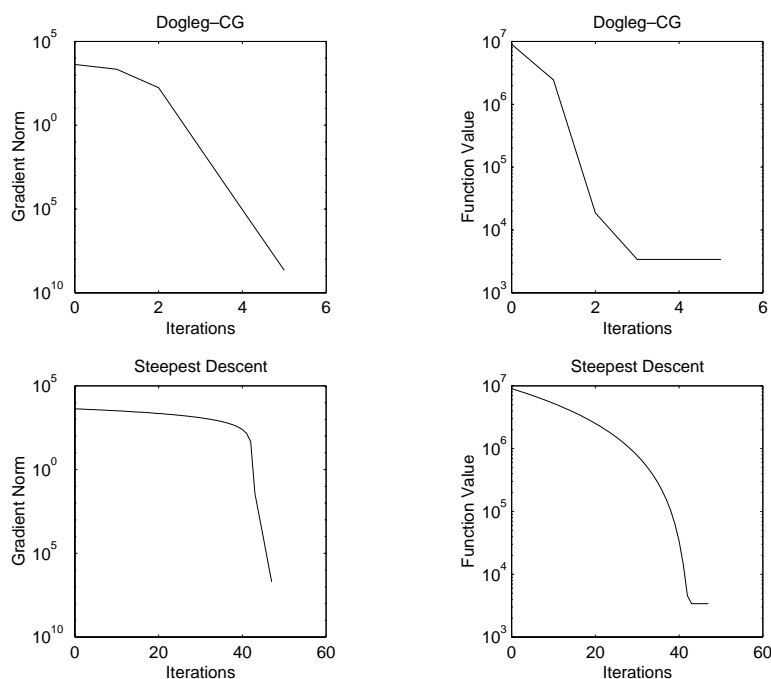 Dogleg–CG
10^5
10^0
10^5
10^10
0 2 4 6
Gradient Norm
Iterations
Dogleg–CG
10^7
10^6
10^5
10^4
10^3
0 2 4 6
Function Value
Iterations
Steepest Descent
10^5
10^0
10^5
10^10
0 20 40 60
Gradient Norm
Iterations
Steepest Descent
10^7
10^6
10^5
10^4
10^3
0 20 40 60
Function Value
Iterations